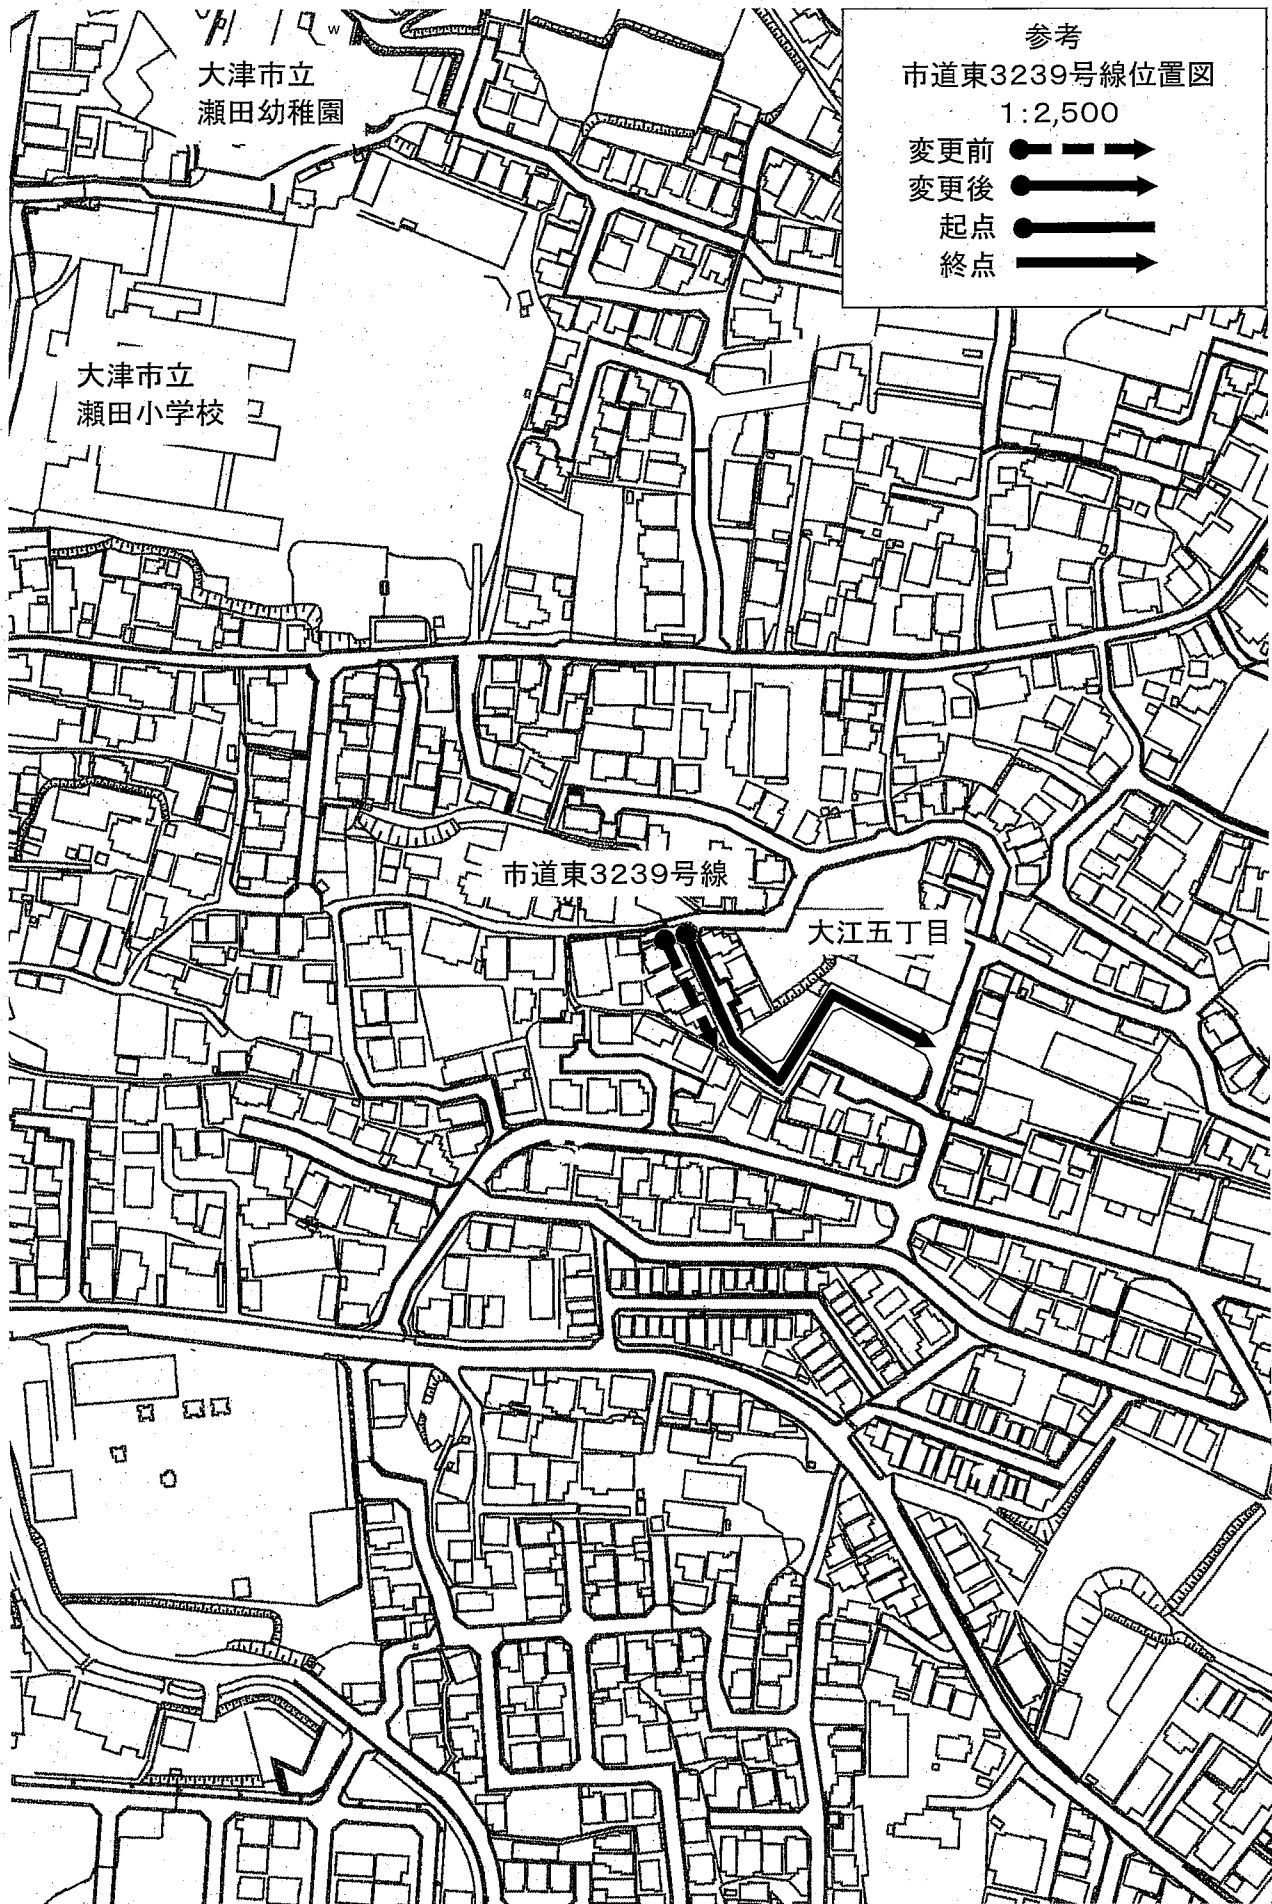 参考
市道東3239号線位置図
1:2,500
変更前
変更後
起点
終点
W
大津市立
瀬田幼稚園
大津市立
瀬田小学校
市道東3239号線
大江五丁目